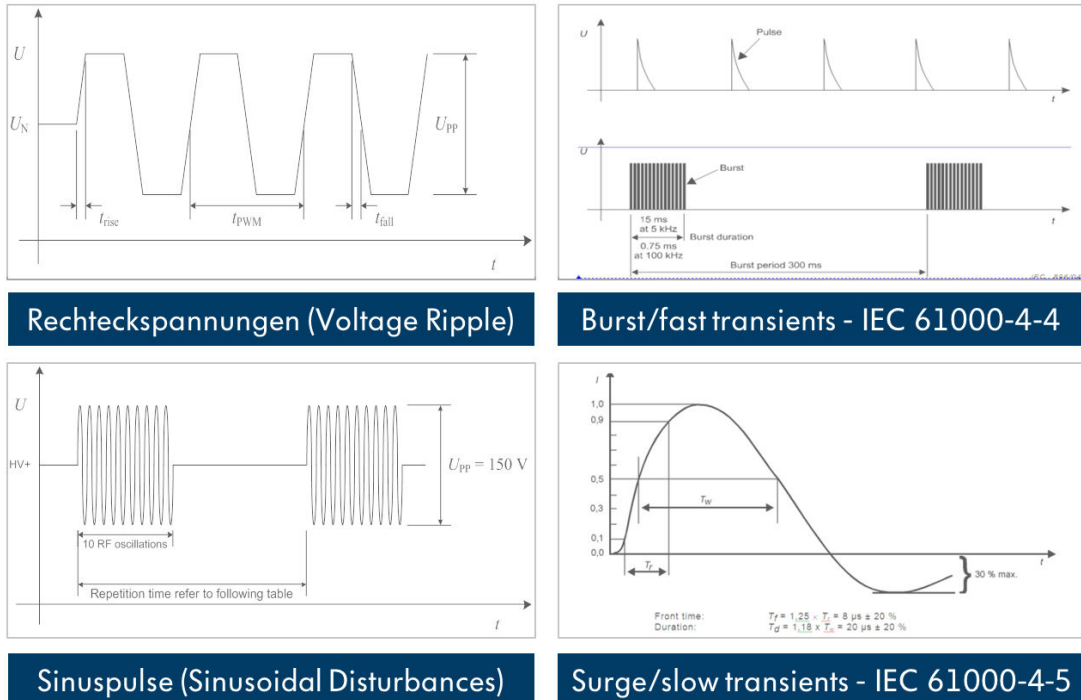 U
U_N
U_PP
t_rise
t_PWM
t_fall
t
Rechteckspannungen (Voltage Ripple)
U
Pulse
t
U
Burst
t
15 ms
at 5 kHz
Burst duration
0.75 ms
at 100 kHz
Burst period 300 ms
Burst/fast transients - IEC 61000-4-4
U
HV+
U_PP = 150 V
10 RF oscillations
Repetition time refer to following table
t
Sinuspulse (Sinusoidal Disturbances)
I
1,0
0,9
0,5
0,3
0,1
0,0
T_w
T_r
t
30 % max.
Front time: T_f = 1,25 × T_r = 8 µs ± 20 %
Duration: T_d = 1,18 x T_w = 20 µs ± 20 %
Surge/slow transients - IEC 61000-4-5